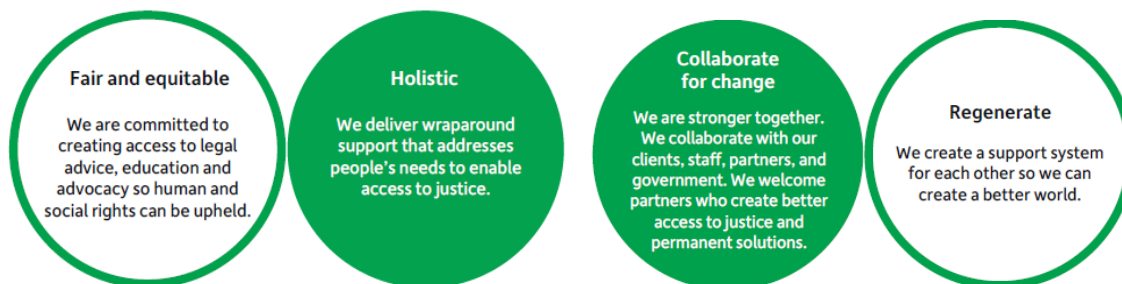 Fair and equitable
We are committed to
creating access to legal
advice, education and
advocacy so human and
social rights can be upheld.
Holistic
We deliver wraparound
support that addresses
people's needs to enable
access to justice.
Collaborate
for change
We are stronger together.
We collaborate with our
clients, staff, partners, and
government. We welcome
partners who create better
access to justice and
permanent solutions.
Regenerate
We create a support system
for each other so we can
create a better world.